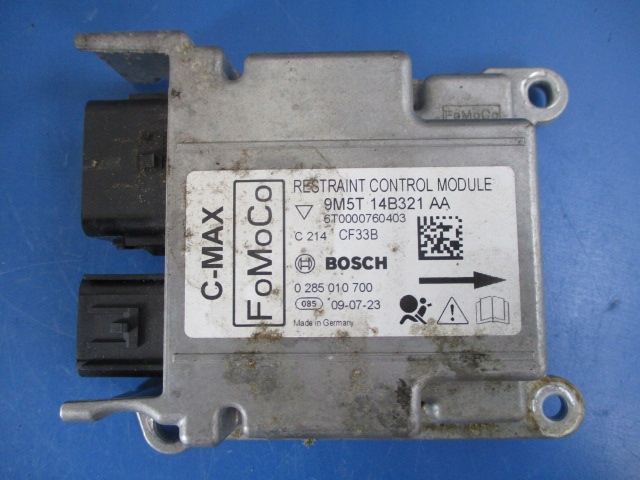 FoMoCo
C-MAX
FoMoCo
RESTRAINT CONTROL MODULE
9M5T 14B321 AA
6T0000760403
C 214 CF33B
BOSCH
0 285 010 700
085 09-07-23
Made in Germany